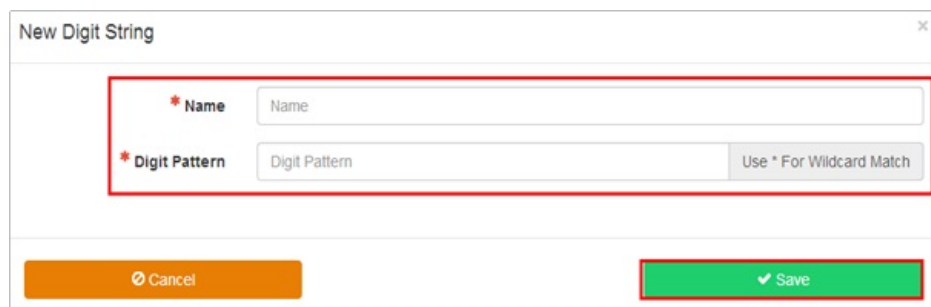 New Digit String ×
* Name Name
* Digit Pattern Digit Pattern Use * For Wildcard Match
Cancel Save